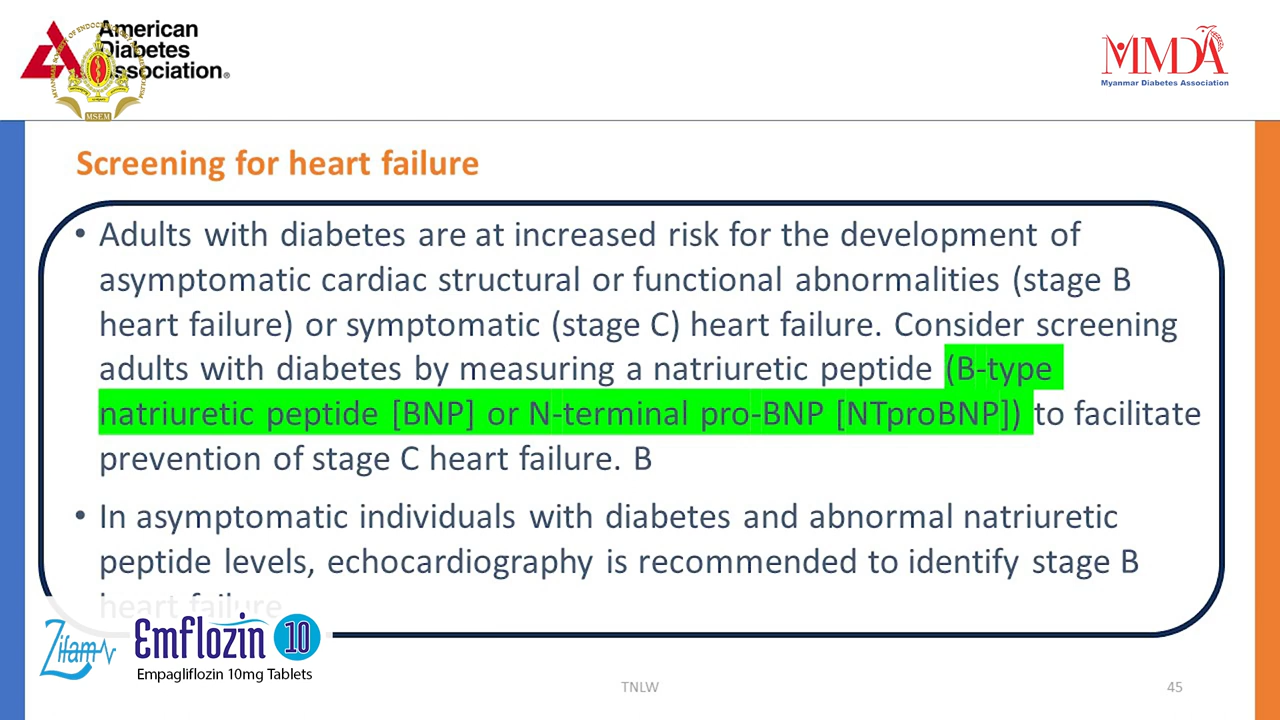 American
Diabetes
Association®
MSEM
MMDA
Myanmar Diabetes Association
Screening for heart failure
• Adults with diabetes are at increased risk for the development of
asymptomatic cardiac structural or functional abnormalities (stage B
heart failure) or symptomatic (stage C) heart failure. Consider screening
adults with diabetes by measuring a natriuretic peptide (B-type
natriuretic peptide [BNP] or N-terminal pro-BNP [NTproBNP]) to facilitate
prevention of stage C heart failure. B
• In asymptomatic individuals with diabetes and abnormal natriuretic
peptide levels, echocardiography is recommended to identify stage B
heart failure
Zifam
Emflozin 10
Empagliflozin 10mg Tablets
TNLW
45